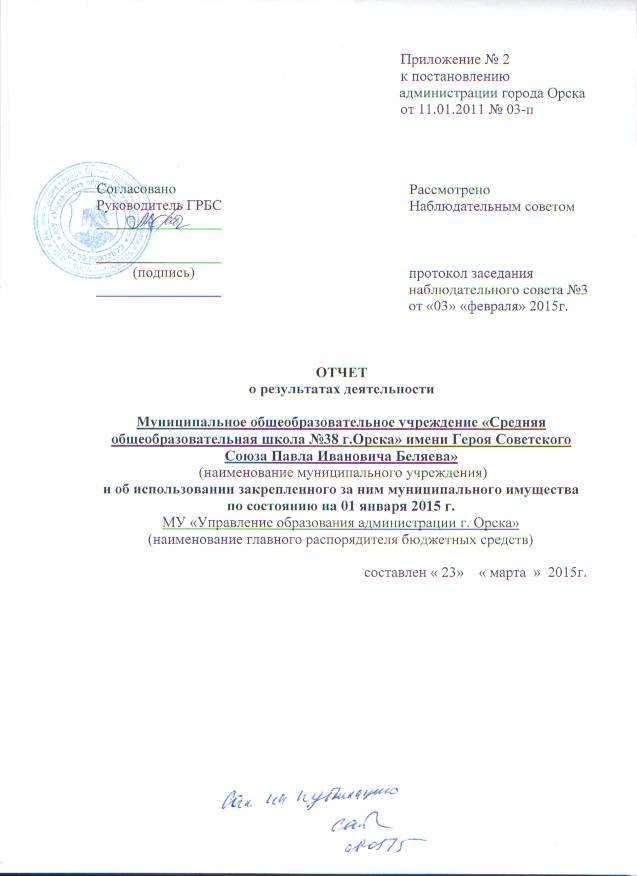 Приложение № 2
к постановлению
администрации города Орска
от 11.01.2011 № 03-п
Согласовано
Руководитель ГРБС
(подпись)
Рассмотрено
Наблюдательным советом
протокол заседания
наблюдательного совета №3
от «03» «февраля» 2015г.
ОТЧЕТ
о результатах деятельности
Муниципальное общеобразовательное учреждение «Средняя
общеобразовательная школа №38 г.Орска» имени Героя Советского
Союза Павла Ивановича Беляева»
(наименование муниципального учреждения)
и об использовании закрепленного за ним муниципального имущества
по состоянию на 01 января 2015 г.
МУ «Управление образования администрации г. Орска»
(наименование главного распорядителя бюджетных средств)
составлен « 23» « марта » 2015г.